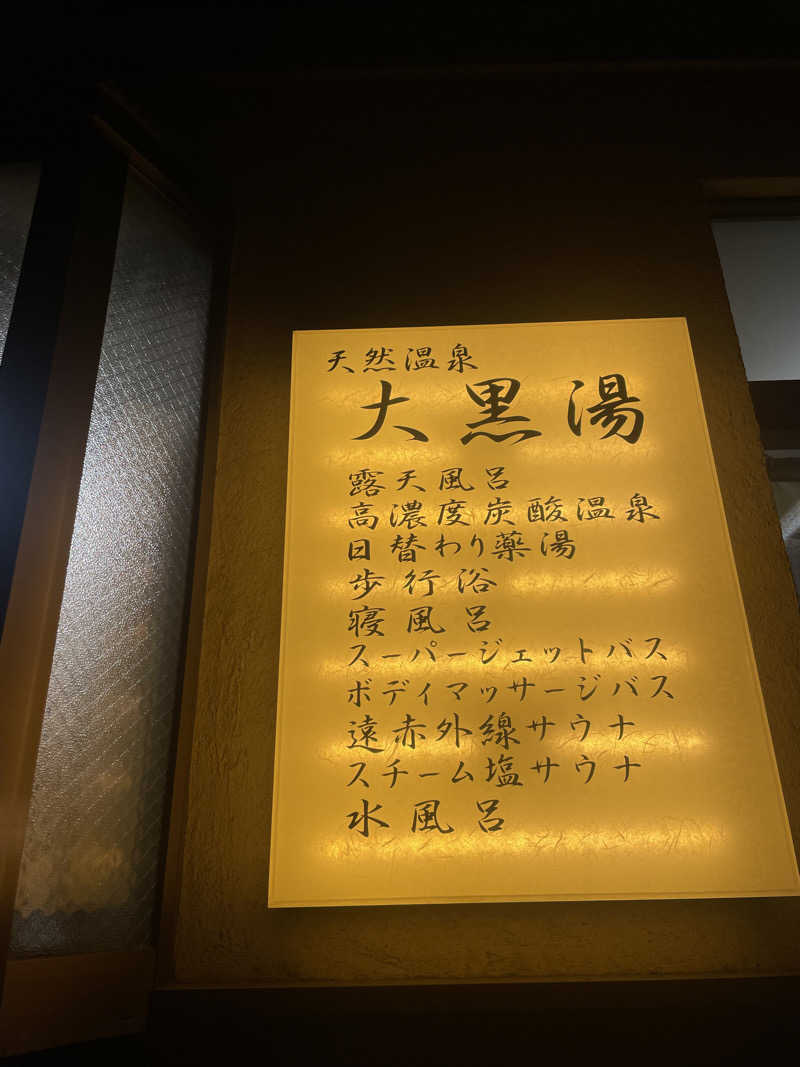 天然温泉
大黒湯
露天風呂
高濃度炭酸温泉
日替わり薬湯
歩行浴
寝風呂
スーパージェットバス
ボディマッサージバス
遠赤外線サウナ
スチーム塩サウナ
水風呂